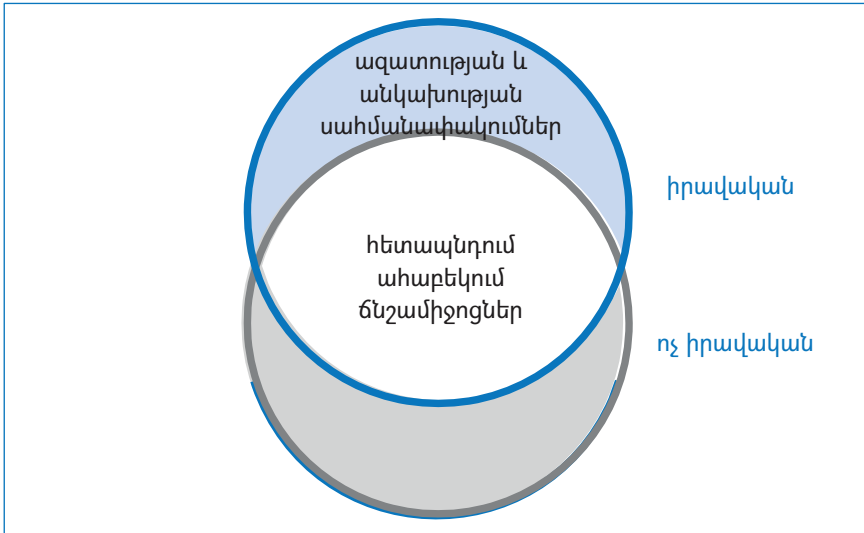 ազատության և
անկախության
սահմանափակումներ
իրավական
հետապնդում
ահաբեկում
ճնշամիջոցներ
ոչ իրավական